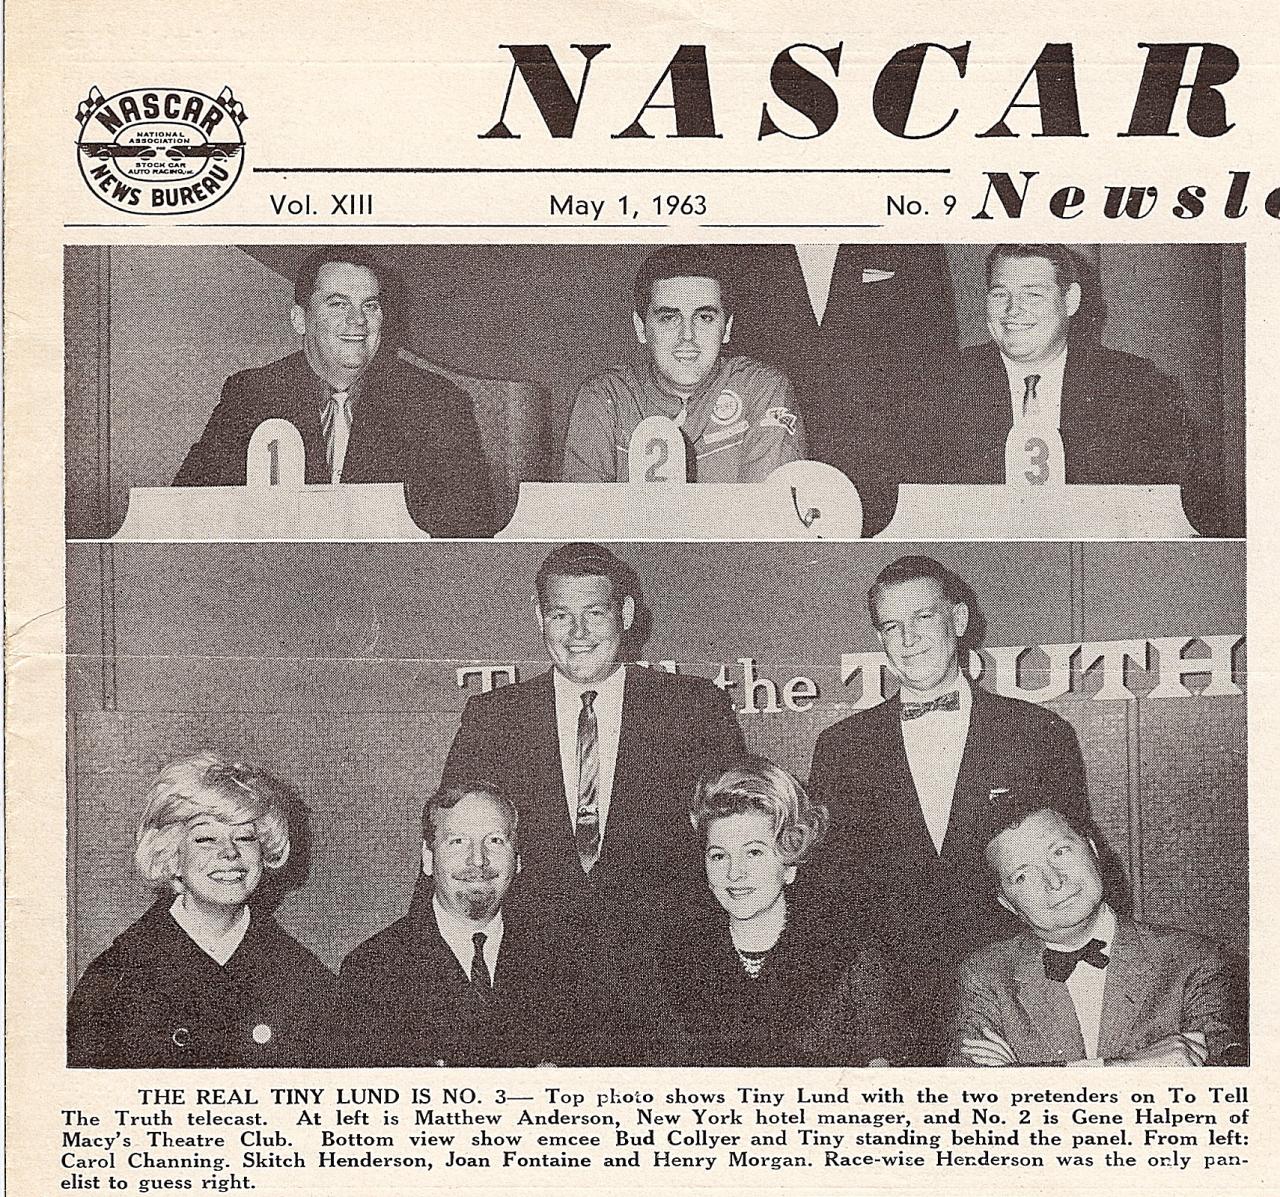 NASCAR
NASCAR
NATIONAL
ASSOCIATION
FOR
STOCK CAR
AUTO RACING, INC.
NEWS BUREAU
Vol. XIII May 1, 1963 No. 9 Newsle
1 2 3
the TRUTH
THE REAL TINY LUND IS NO. 3— Top photo shows Tiny Lund with the two pretenders on To Tell
The Truth telecast. At left is Matthew Anderson, New York hotel manager, and No. 2 is Gene Halpern of
Macy's Theatre Club. Bottom view show emcee Bud Collyer and Tiny standing behind the panel. From left:
Carol Channing. Skitch Henderson, Joan Fontaine and Henry Morgan. Race-wise Henderson was the only pan-
elist to guess right.